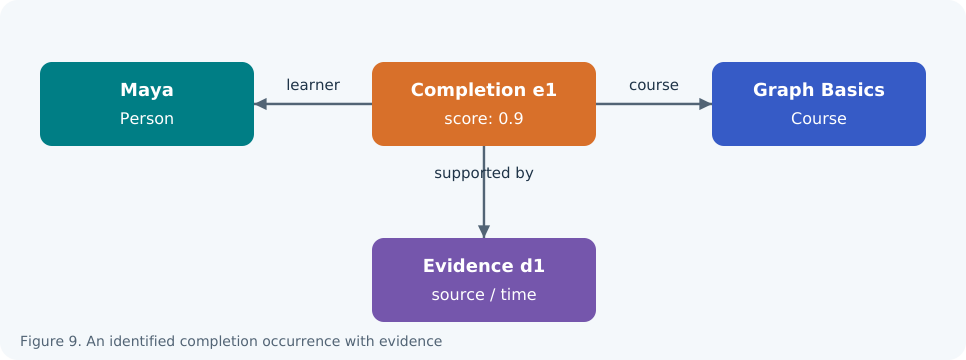 Maya
Person
learner
Completion e1
score: 0.9
course
Graph Basics
Course
supported by
Evidence d1
source / time
Figure 9. An identified completion occurrence with evidence